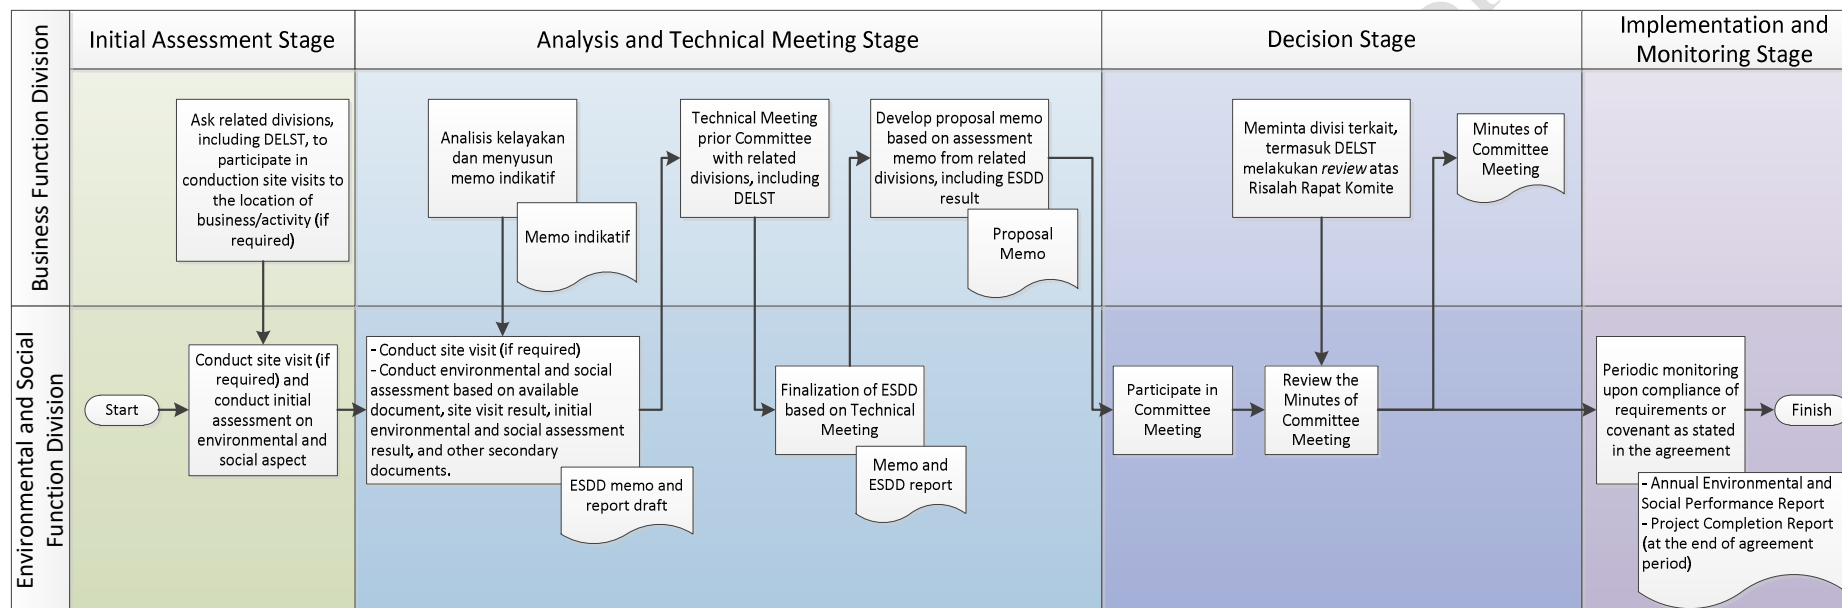 Initial Assessment Stage
Analysis and Technical Meeting Stage
Decision Stage
Implementation and
Monitoring Stage
Business Function Division
Ask related divisions,
including DELST, to
participate in
conduction site visits to
the location of
business/activity (if
required)
Analisis kelayakan
dan menyusun
memo indikatif
Memo indikatif
Technical Meeting
prior Committee
with related
divisions, including
DELST
Develop proposal memo
based on assessment
memo from related
divisions, including ESDD
result
Proposal
Memo
Meminta divisi terkait,
termasuk DELST
melakukan review atas
Risalah Rapat Komite
Minutes of
Committee
Meeting
Environmental and Social
Function Division
Start
Conduct site visit (if
required) and
conduct initial
assessment on
environmental and
social aspect
- Conduct site visit (if required)
- Conduct environmental and social
assessment based on available
document, site visit result, initial
environmental and social assessment
result, and other secondary
documents.
ESDD memo and
report draft
Finalization of ESDD
based on Technical
Meeting
Memo and
ESDD report
Participate in
Committee
Meeting
Review the
Minutes of
Committee
Meeting
Periodic monitoring
upon compliance of
requirements or
covenant as stated
in the agreement
Finish
- Annual Environmental and
Social Performance Report
- Project Completion Report
(at the end of agreement
period)